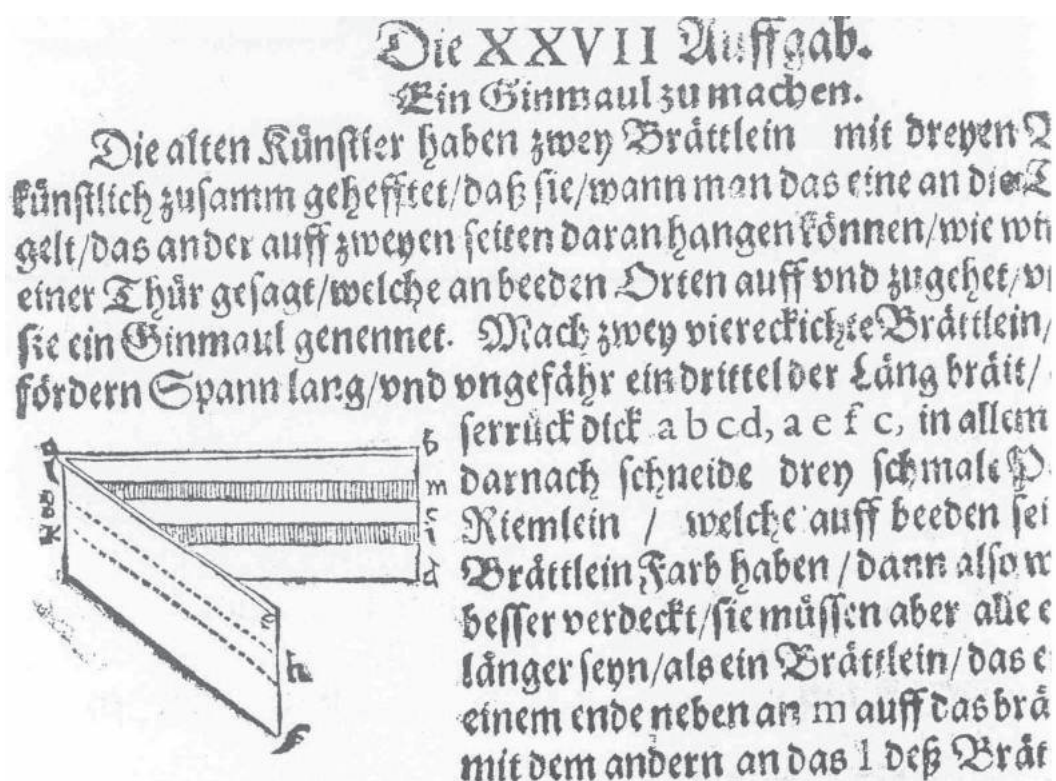 Die XXVII Auffgab.
Ein Ginmaul zu machen.
Die alten Künstler haben zwey Brättlein mit dreyen
künstlich zusamm gehefftet/daß sie/wann man das eine an die
gelt/das ander auff zweyen seiten daran hangen können/wie
einer Thür gesagt/welche an beeden Orten auff vnd zugehet/
sie ein Ginmaul genennet. Mach zwey viereckichte Brättlein/
fördern Spann lang/vnd vngefähr ein drittel der Läng bräit/
serrück dick a b c d, a e f c, in allem
darnach schneide drey schmale
Riemlein / welche auff beeden
Brättlein Farb haben / dann also
besser verdeckt/sie müssen aber alle
länger seyn/als ein Brättlein/das
einem ende neben an m auff das
mit dem andern an das l deß
a
b
l
g
m
k
c
i
d
e
h
f